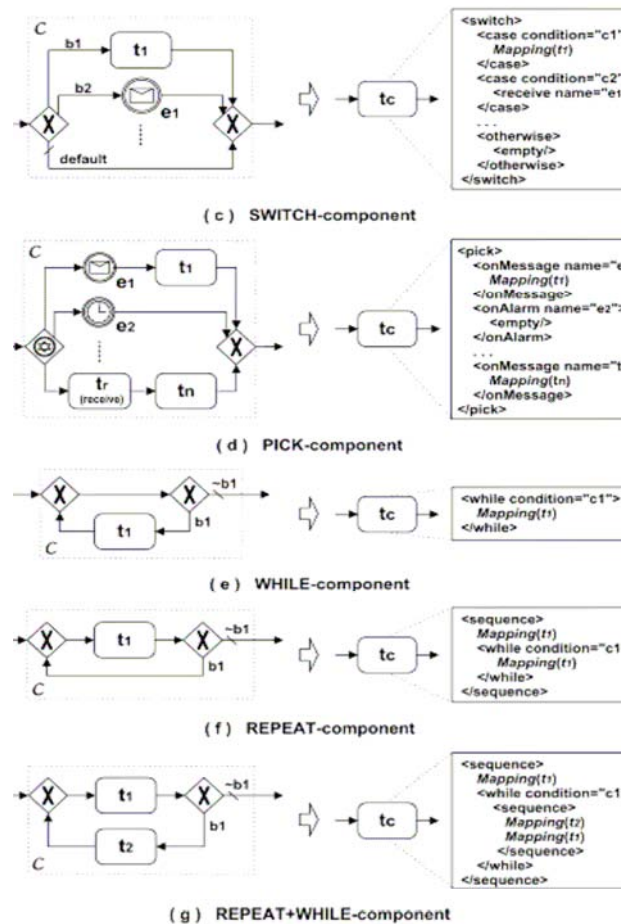 C
b1
t1
<switch>
<case condition="c1"
Mapping(t1)
</case>
b2
e1
<case condition="c2"
<receive name="e1
</case>
tc
. . .
<otherwise>
<empty/>
</otherwise>
</switch>
default
( c ) SWITCH-component
C
e1
t1
<pick>
<onMessage name="e
Mapping(t1)
</onMessage>
e2
<onAlarm name="e2">
<empty/>
</onAlarm>
tc
. . .
tr
(receive)
tn
<onMessage name="t
Mapping(tn)
</onMessage>
</pick>
( d ) PICK-component
~b1
t1
b1
C
tc
<while condition="c1">
Mapping(t1)
</while>
( e ) WHILE-component
t1
~b1
b1
C
tc
<sequence>
Mapping(t1)
<while condition="c1
Mapping(t1)
</while>
</sequence>
( f ) REPEAT-component
t1
~b1
t2
b1
C
tc
<sequence>
Mapping(t1)
<while condition="c1
<sequence>
Mapping(t2)
Mapping(t1)
</sequence>
</while>
</sequence>
( g ) REPEAT+WHILE-component